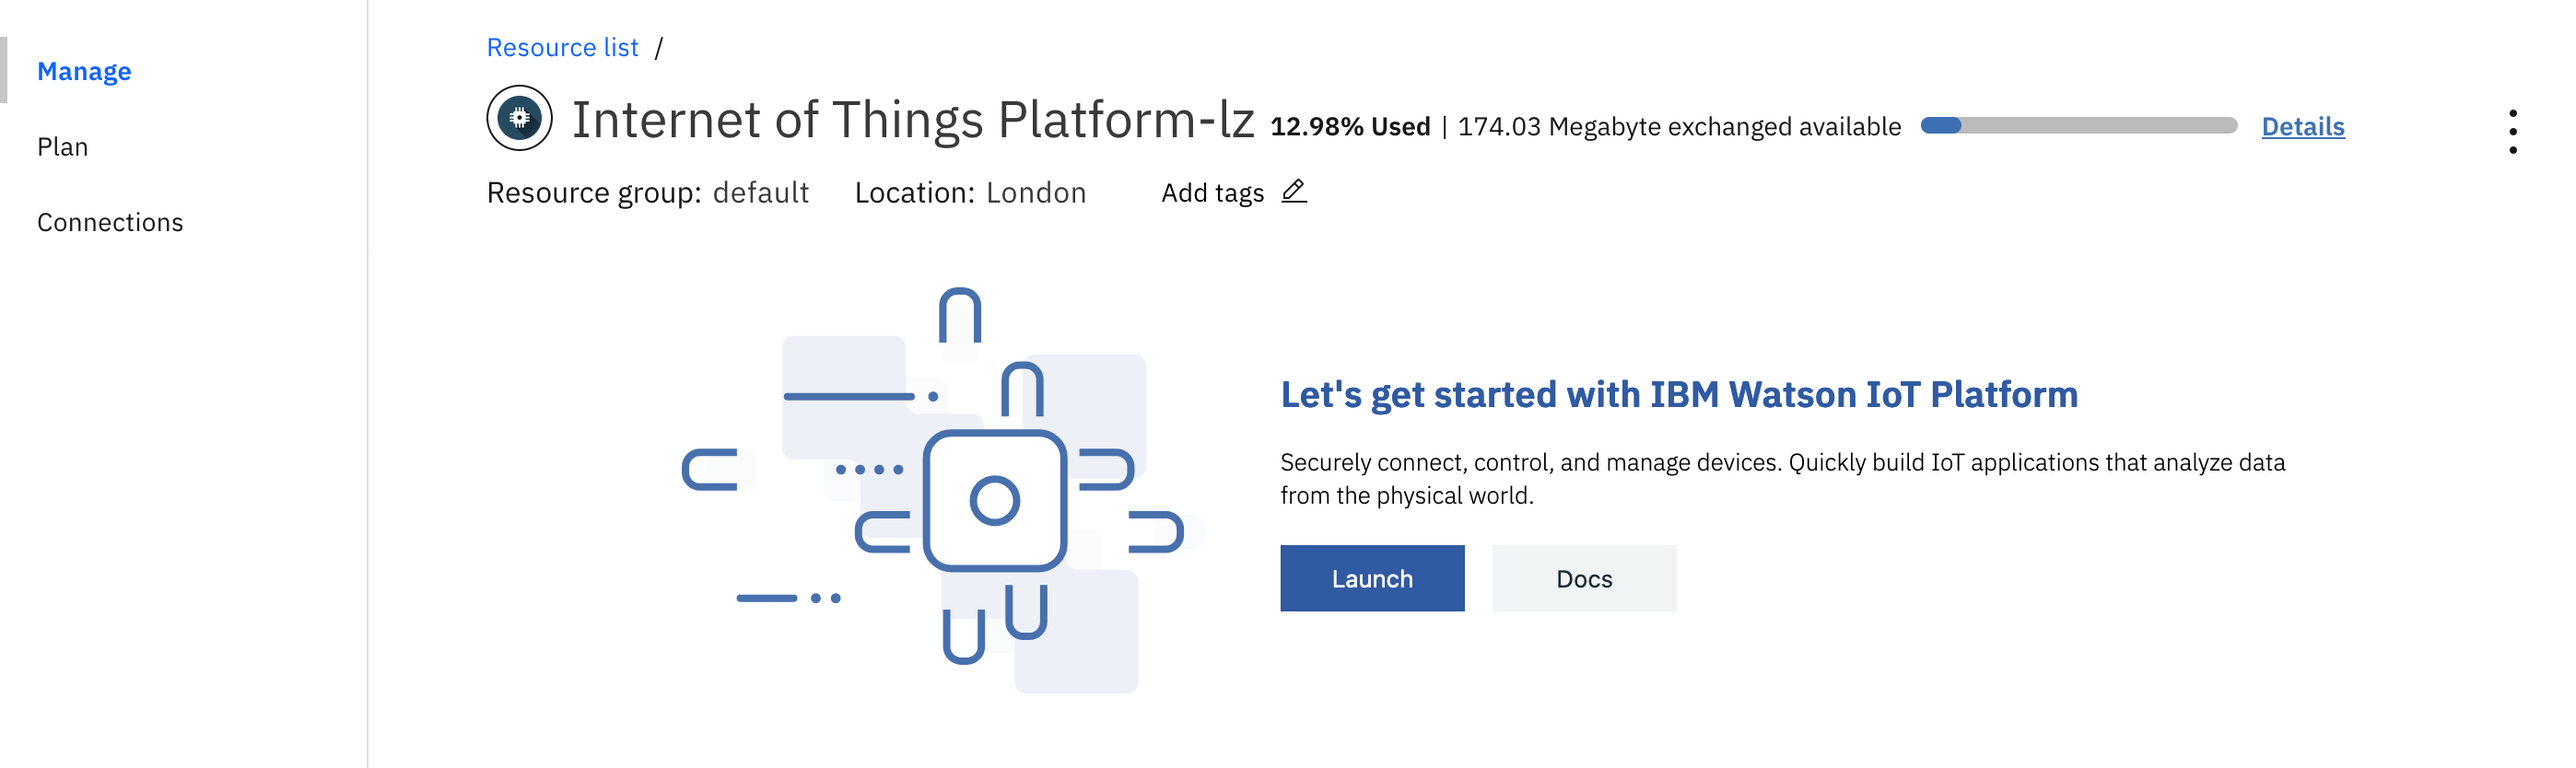 Manage
Plan
Connections
Resource list /
Internet of Things Platform-lz 12.98% Used | 174.03 Megabyte exchanged available Details
Resource group: default Location: London Add tags
Let's get started with IBM Watson IoT Platform
Securely connect, control, and manage devices. Quickly build IoT applications that analyze data
from the physical world.
Launch Docs